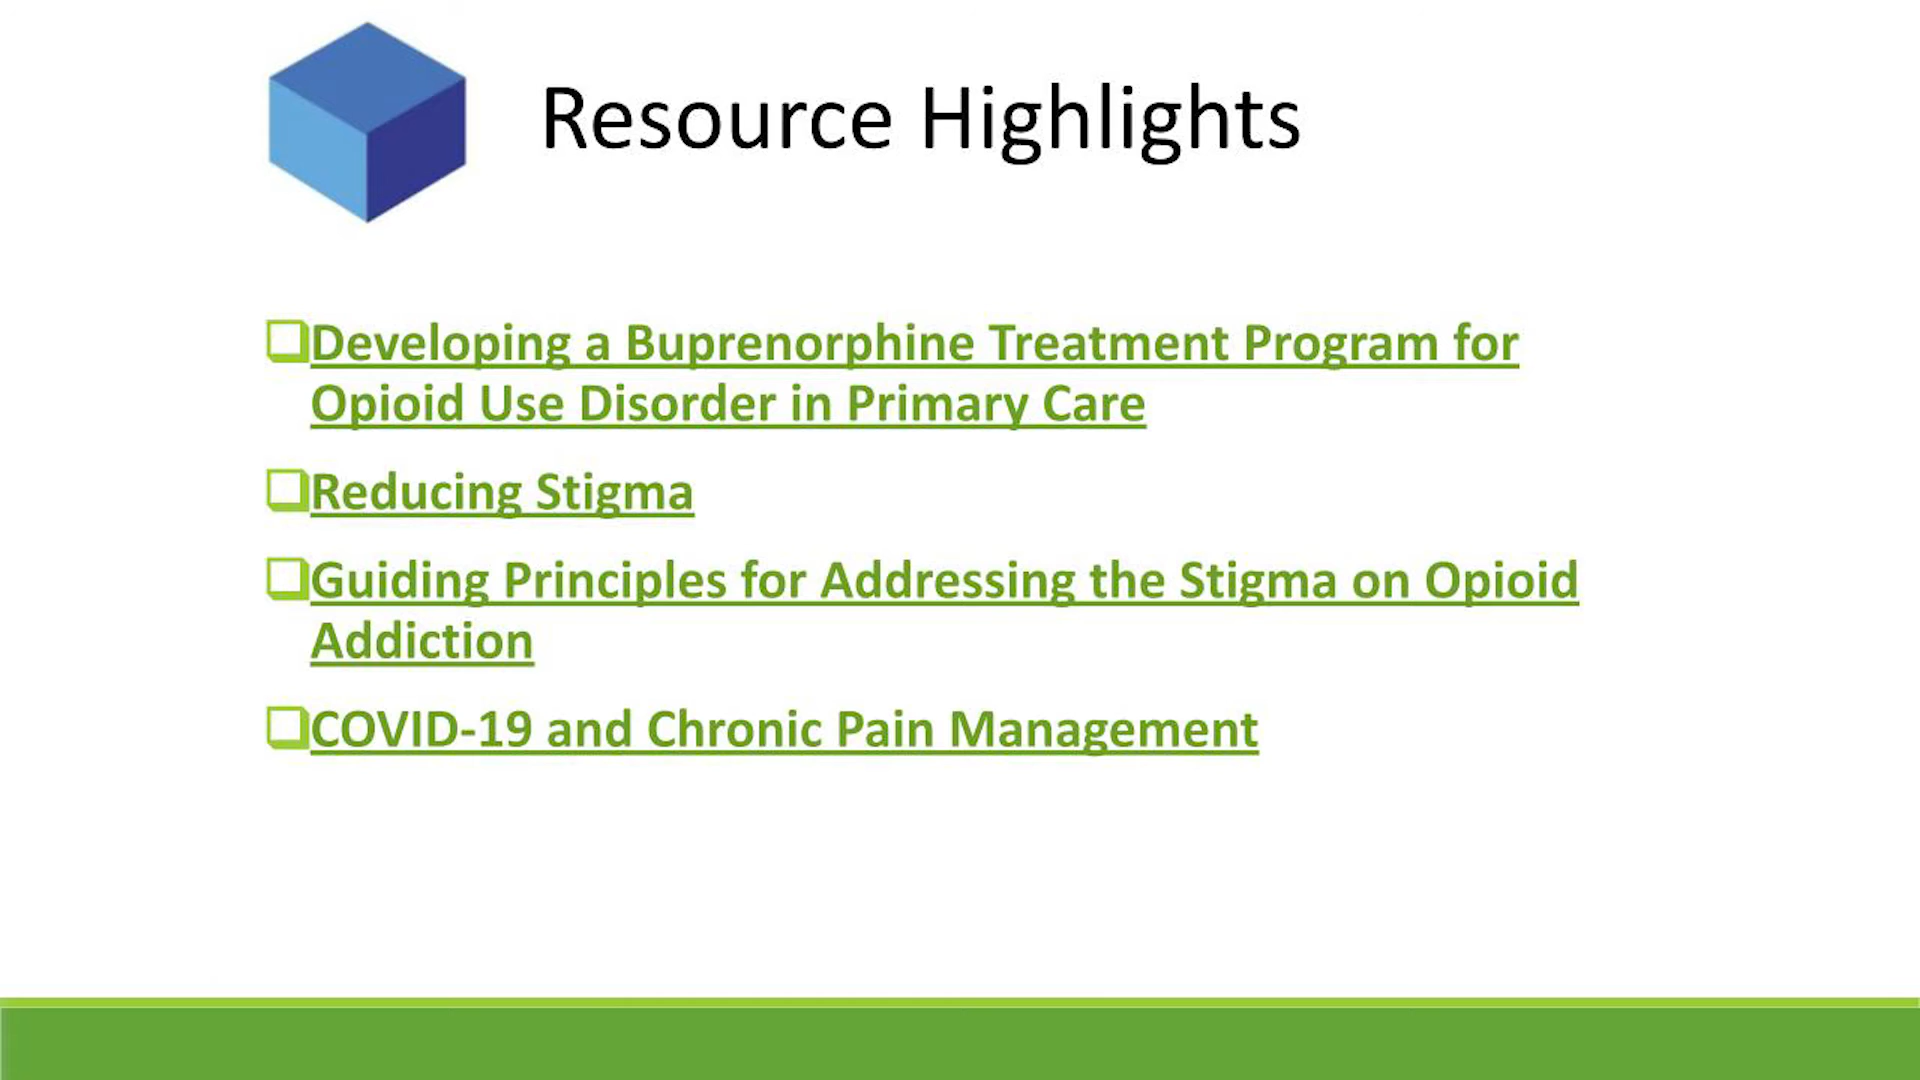 Resource Highlights
Developing a Buprenorphine Treatment Program for
Opioid Use Disorder in Primary Care
Reducing Stigma
Guiding Principles for Addressing the Stigma on Opioid
Addiction
COVID-19 and Chronic Pain Management